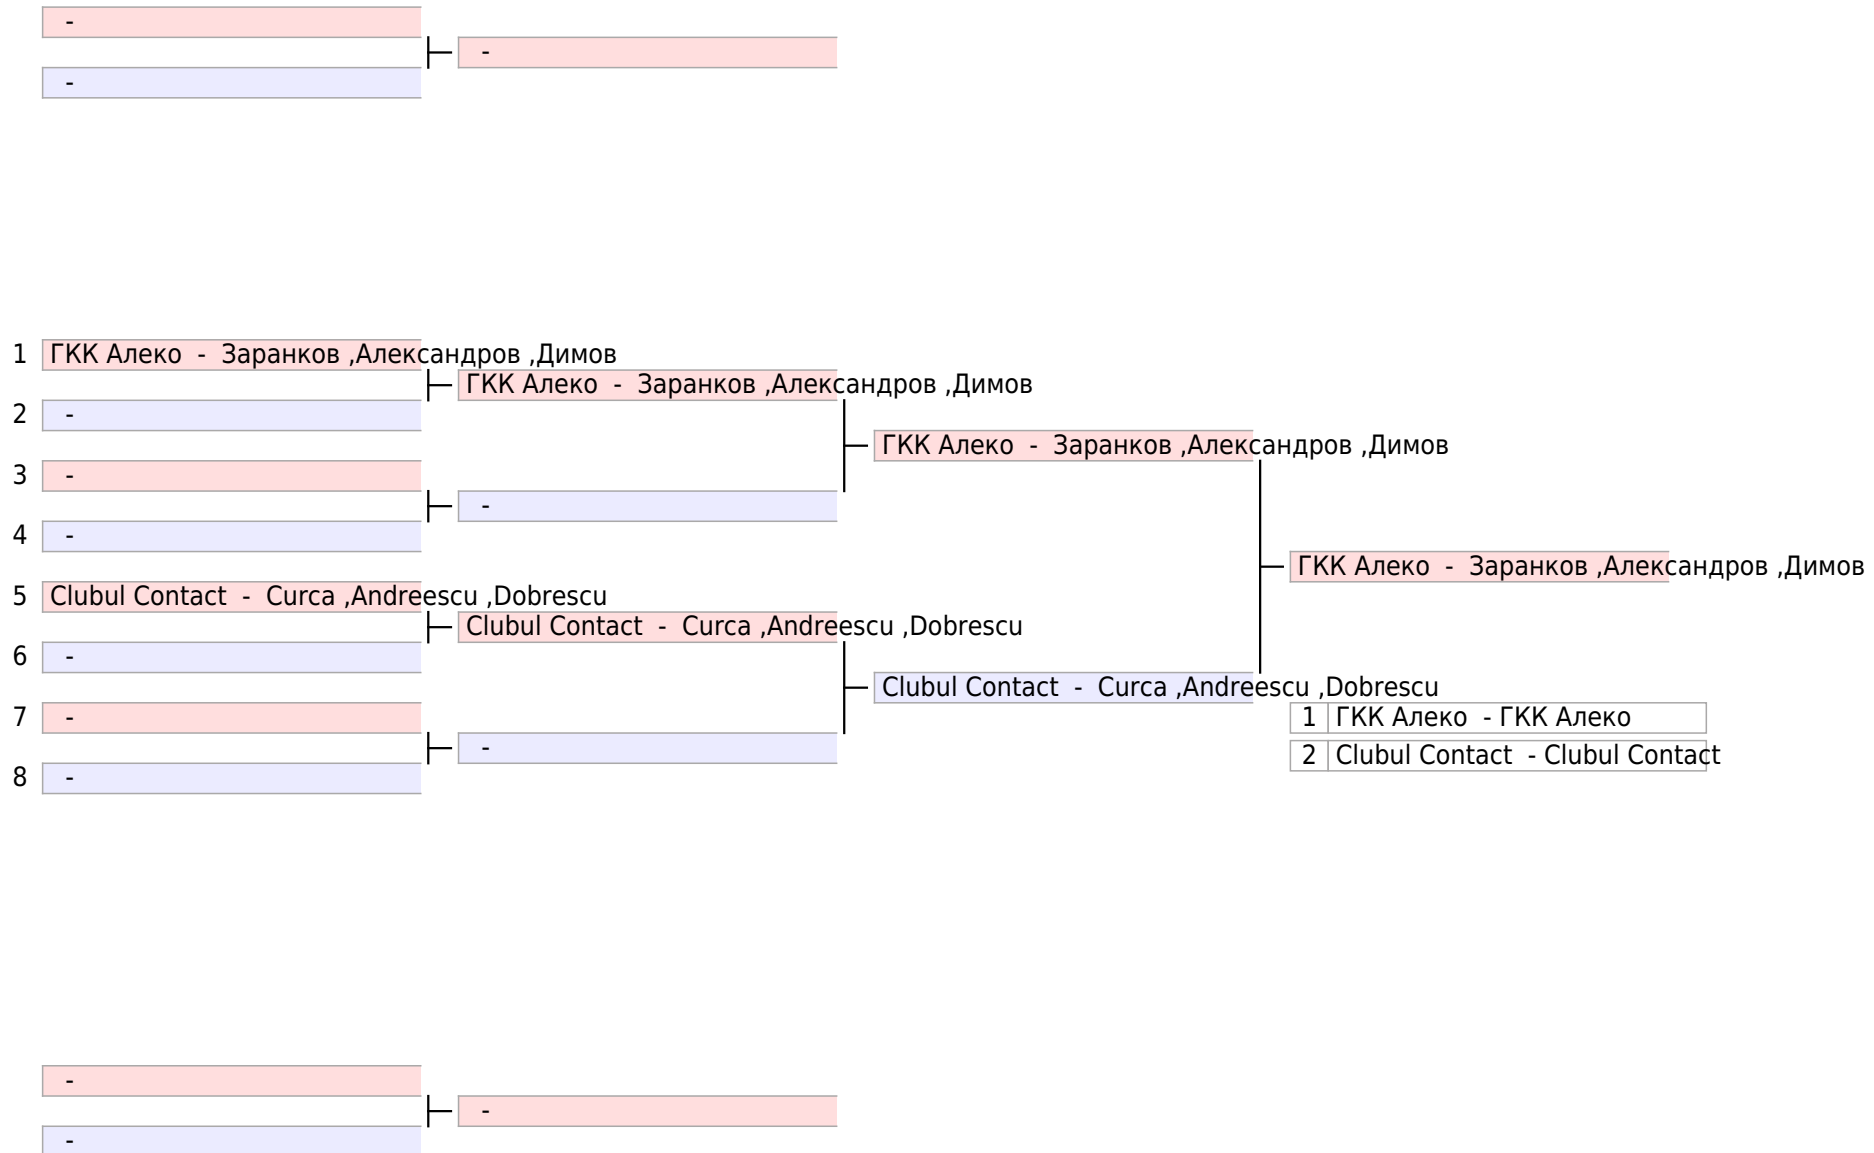 -
-
-
1 ГКК Алеко - Заранков ,Александров ,Димов
ГКК Алеко - Заранков ,Александров ,Димов
2 -
ГКК Алеко - Заранков ,Александров ,Димов
3 -
-
4 -
ГКК Алеко - Заранков ,Александров ,Димов
5 Clubul Contact - Curca ,Andreescu ,Dobrescu
Clubul Contact - Curca ,Andreescu ,Dobrescu
6 -
Clubul Contact - Curca ,Andreescu ,Dobrescu
7 -
1 ГКК Алеко - ГКК Алеко
-
2 Clubul Contact - Clubul Contact
8 -
-
-
-